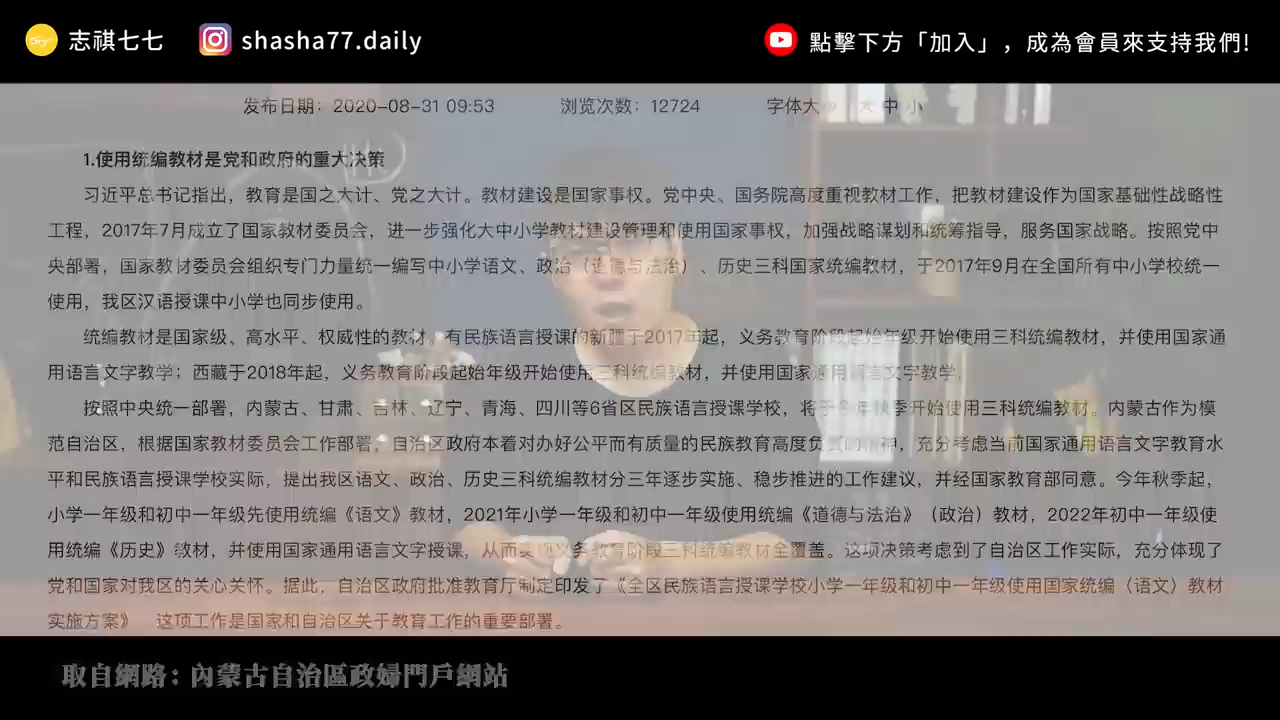 志祺七七
shasha77.daily
點擊下方「加入」，成為會員來支持我們!
发布日期：2020-08-31 09:53 浏览次数：12724 字体大 大 中 小
1.使用统编教材是党和政府的重大决策
习近平总书记指出，教育是国之大计、党之大计。教材建设是国家事权。党中央、国务院高度重视教材工作，把教材建设作为国家基础性战略性
工程，2017年7月成立了国家教材委员会，进一步强化大中小学教材建设管理和使用国家事权，加强战略谋划和统筹指导，服务国家战略。按照党中
央部署，国家教材委员会组织专门力量统一编写中小学语文、政治（道德与法治）、历史三科国家统编教材，于2017年9月在全国所有中小学校统一
使用，我区汉语授课中小学也同步使用。
统编教材是国家级、高水平、权威性的教材。有民族语言授课的新疆于2017年起，义务教育阶段起始年级开始使用三科统编教材，并使用国家通
用语言文字教学；西藏于2018年起，义务教育阶段起始年级开始使用三科统编教材，并使用国家通用语言文字教学。
按照中央统一部署，内蒙古、甘肃、吉林、辽宁、青海、四川等6省区民族语言授课学校，将于今年秋季开始使用三科统编教材。内蒙古作为模
范自治区，根据国家教材委员会工作部署，自治区政府本着对办好公平而有质量的民族教育高度负责的精神，充分考虑当前国家通用语言文字教育水
平和民族语言授课学校实际，提出我区语文、政治、历史三科统编教材分三年逐步实施、稳步推进的工作建议，并经国家教育部同意。今年秋季起，
小学一年级和初中一年级先使用统编《语文》教材，2021年小学一年级和初中一年级使用统编《道德与法治》（政治）教材，2022年初中一年级使
用统编《历史》教材，并使用国家通用语言文字授课，从而实现义务教育阶段三科统编教材全覆盖。这项决策考虑到了自治区工作实际，充分体现了
党和国家对我区的关心关怀。据此，自治区政府批准教育厅制定印发了《全区民族语言授课学校小学一年级和初中一年级使用国家统编〈语文〉教材
实施方案》 这项工作是国家和自治区关于教育工作的重要部署。
取自網路：內蒙古自治區政婦門戶網站